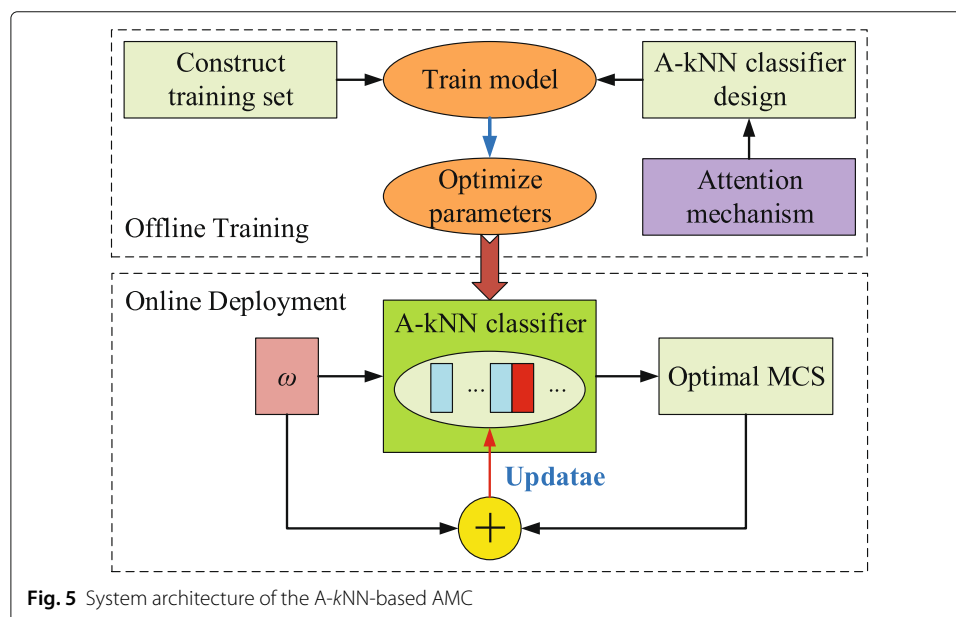 Construct
training set
Train model
A-kNN classifier
design
Optimize
parameters
Attention
mechanism
Offline Training
Online Deployment
A-kNN classifier
ω
... ...
Optimal MCS
Updatae
+
Fig. 5 System architecture of the A-kNN-based AMC